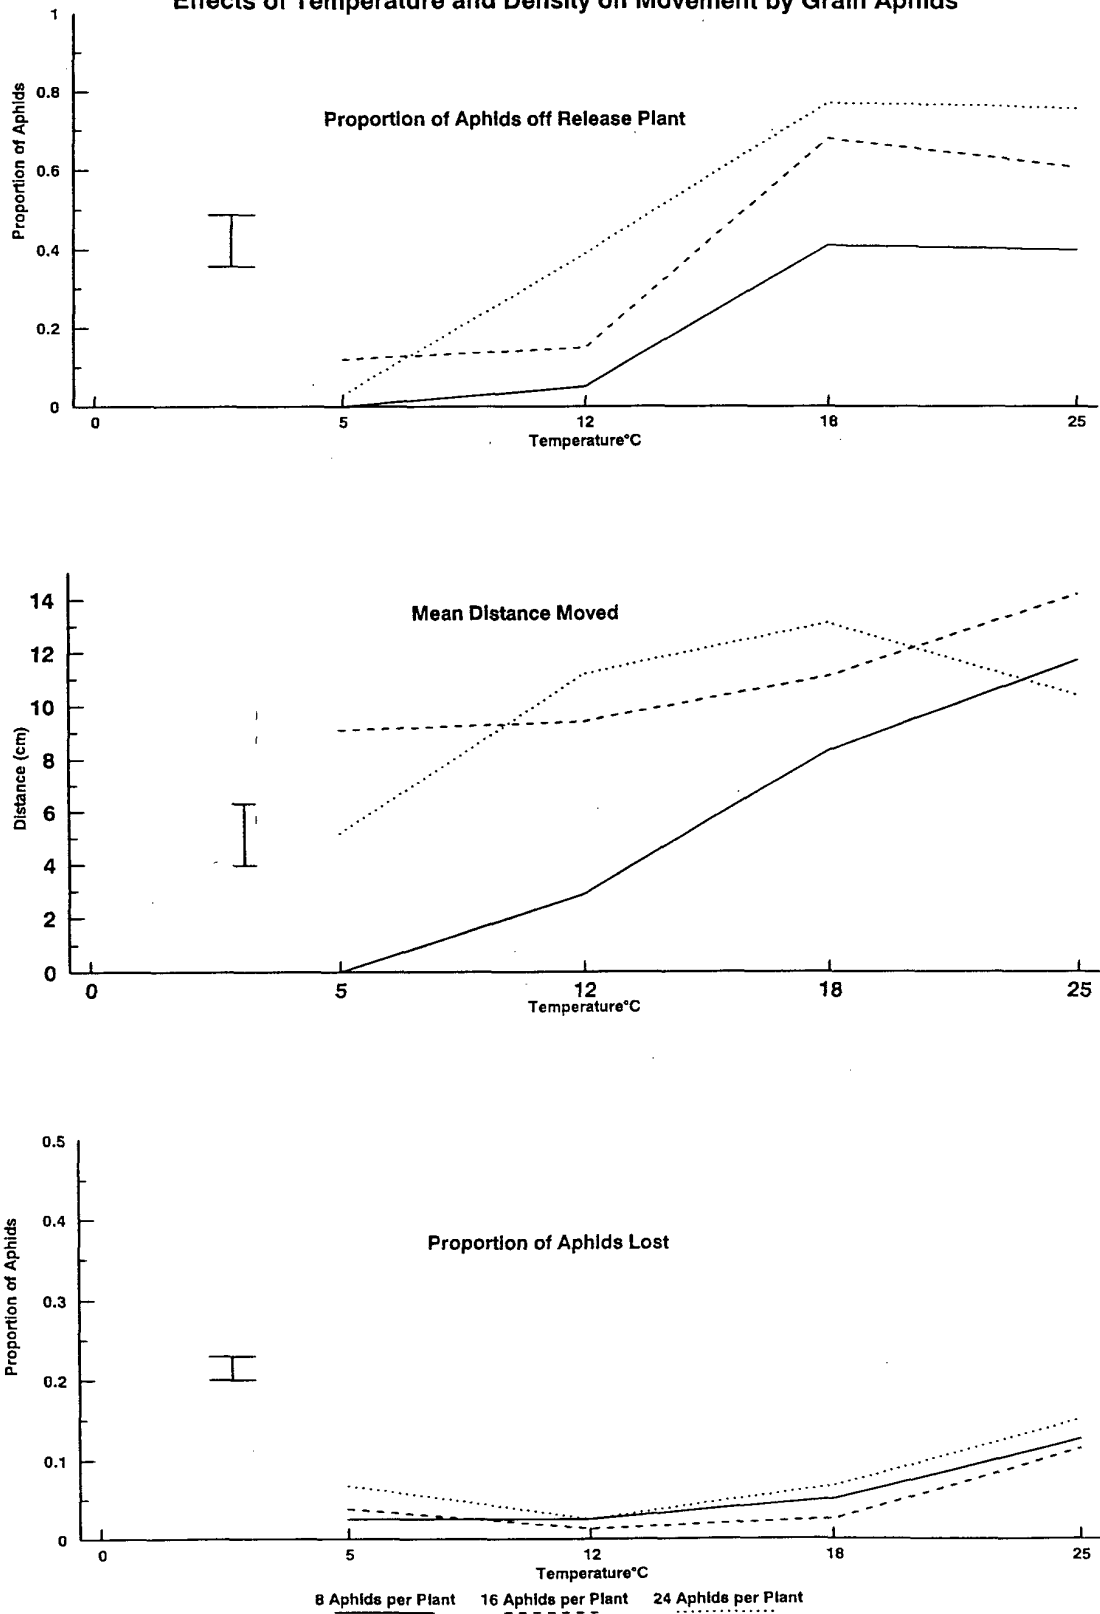 Effects of Temperature and Density on Movement by Grain Aphids
1
0.8
0.6
0.4
0.2
0
Proportion of Aphids
Proportion of Aphids off Release Plant
0 5 12 18 25
Temperature°C
14
12
10
8
6
4
2
0
Distance (cm)
Mean Distance Moved
0 5 12 18 25
Temperature°C
0.5
0.4
0.3
0.2
0.1
0
Proportion of Aphids
Proportion of Aphids Lost
0 5 12 18 25
Temperature°C
8 Aphids per Plant 16 Aphids per Plant 24 Aphids per Plant